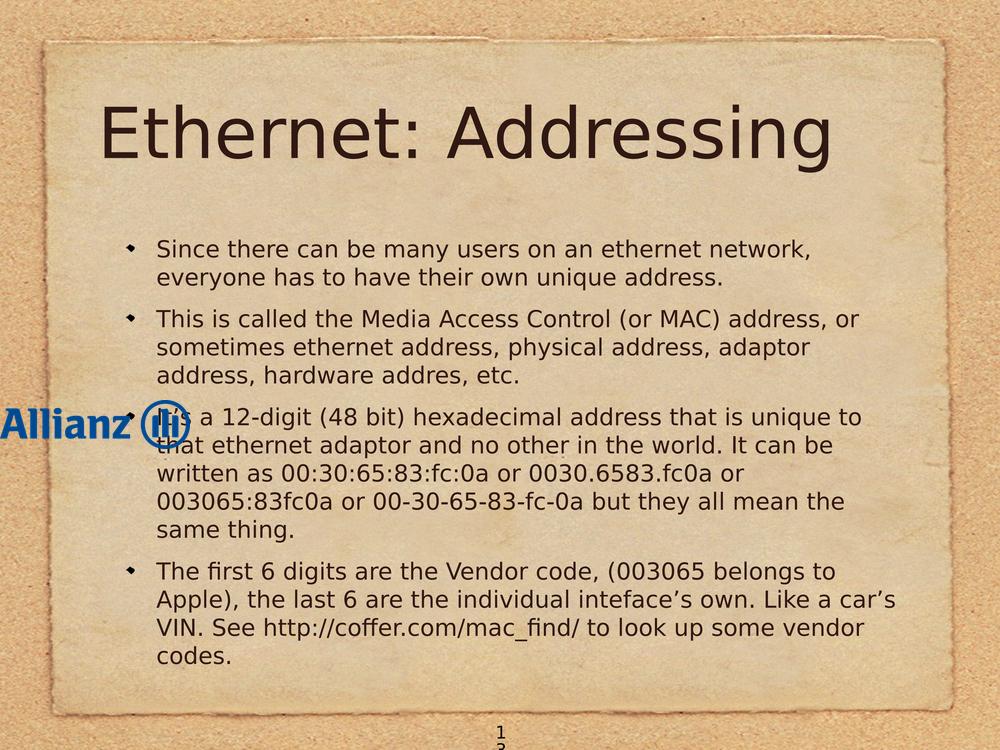 Ethernet: Addressing
Since there can be many users on an ethernet network,
everyone has to have their own unique address.
This is called the Media Access Control (or MAC) address, or
sometimes ethernet address, physical address, adaptor
address, hardware addres, etc.
Allianz
It's a 12-digit (48 bit) hexadecimal address that is unique to
that ethernet adaptor and no other in the world. It can be
written as 00:30:65:83:fc:0a or 0030.6583.fc0a or
003065:83fc0a or 00-30-65-83-fc-0a but they all mean the
same thing.
The first 6 digits are the Vendor code, (003065 belongs to
Apple), the last 6 are the individual inteface’s own. Like a car’s
VIN. See http://coffer.com/mac_find/ to look up some vendor
codes.
1